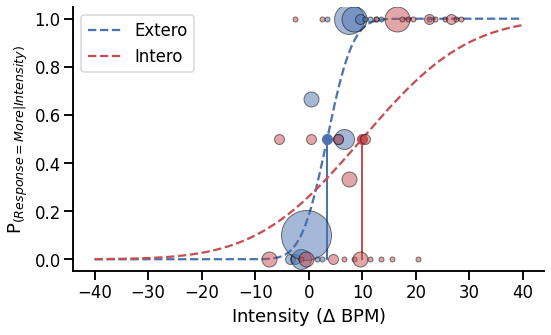 Extero
Intero
P(Response = More|Intensity)
1.0
0.8
0.6
0.4
0.2
0.0
−40 −30 −20 −10 0 10 20 30 40
Intensity (Δ BPM)